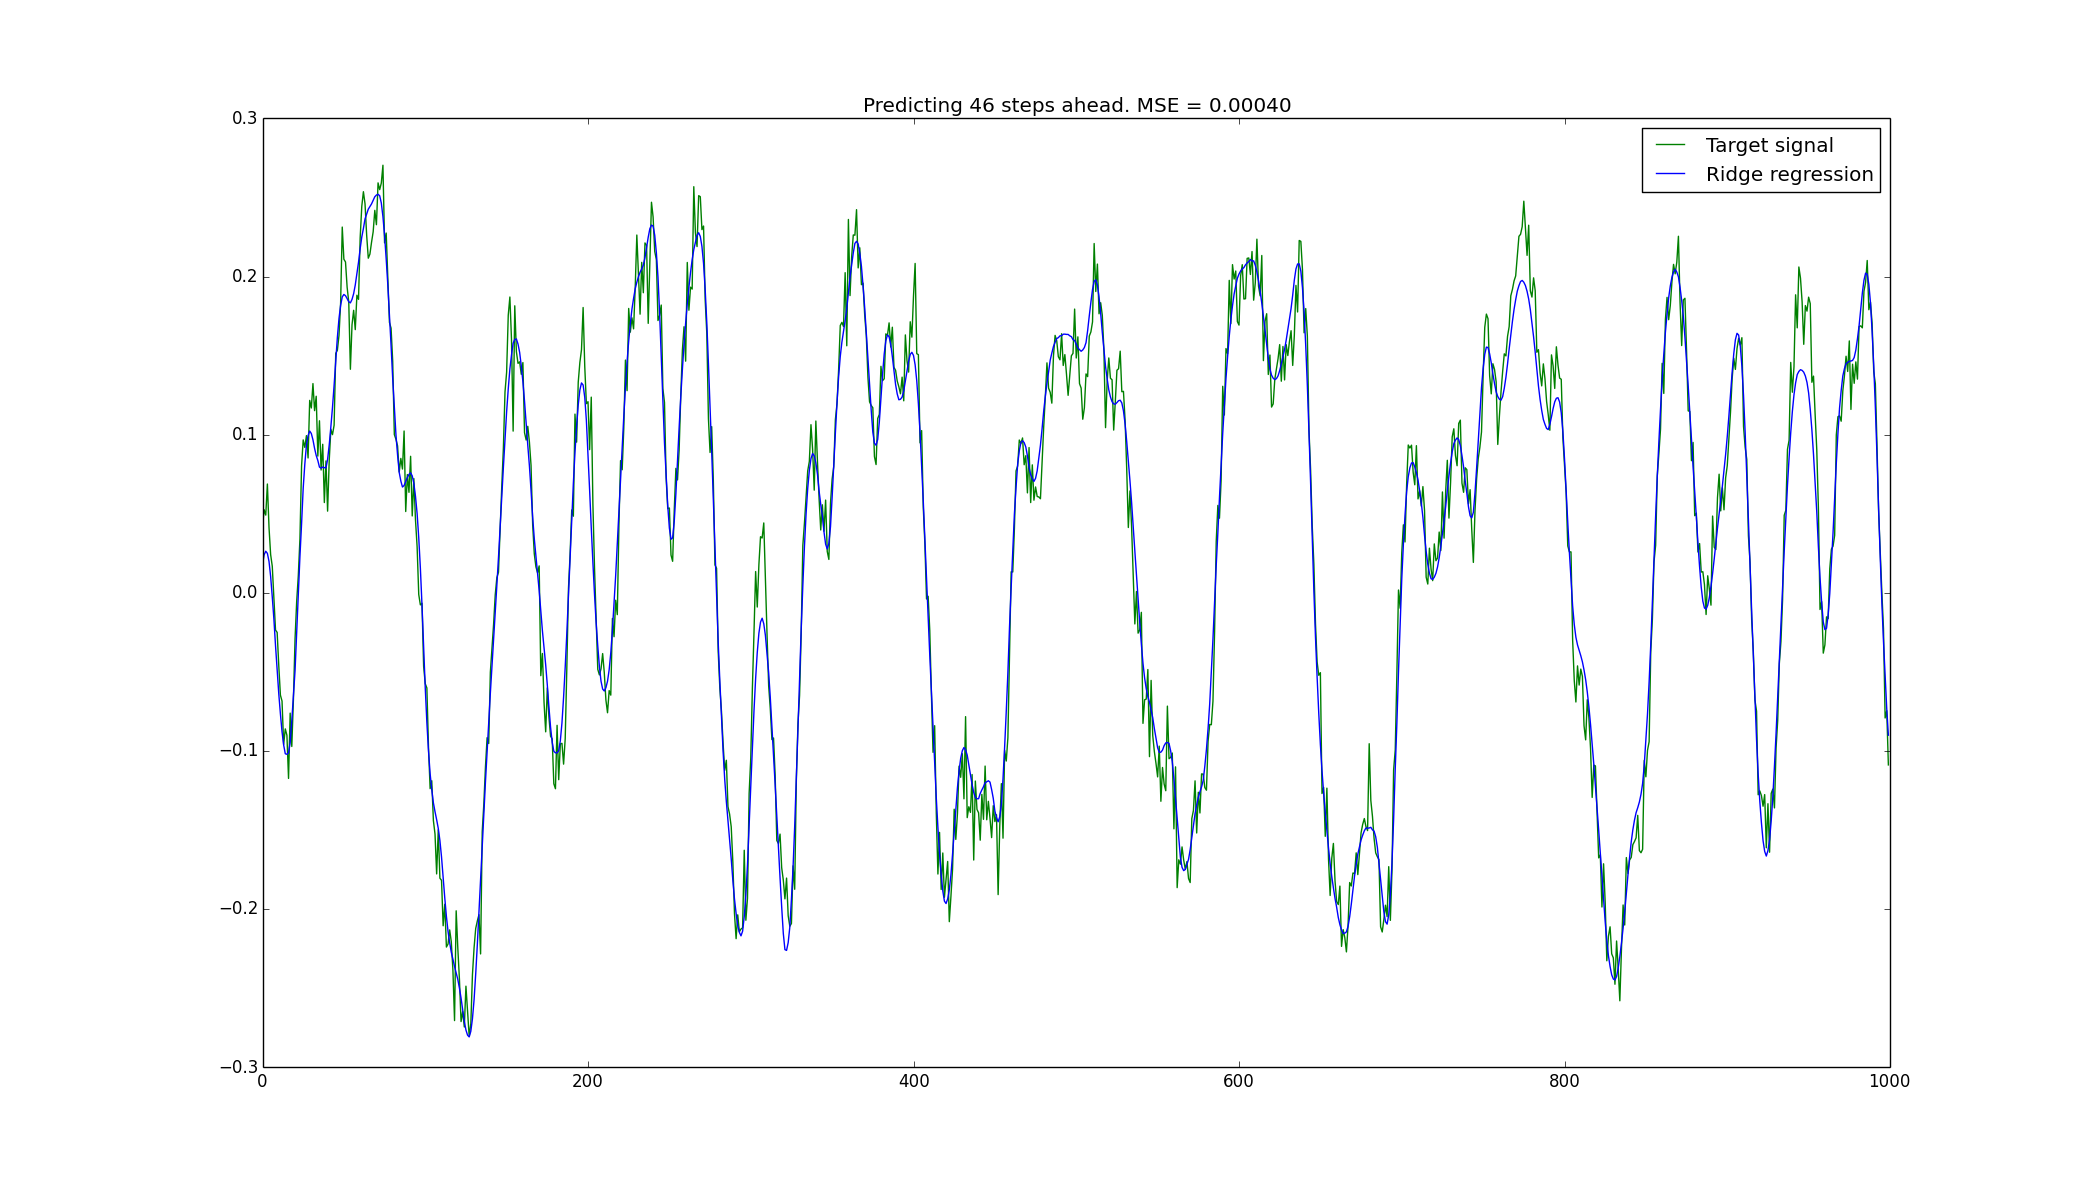 Predicting 46 steps ahead. MSE = 0.00040
Target signal
Ridge regression
0.3
0.2
0.1
0.0
−0.1
−0.2
−0.3
0 200 400 600 800 1000